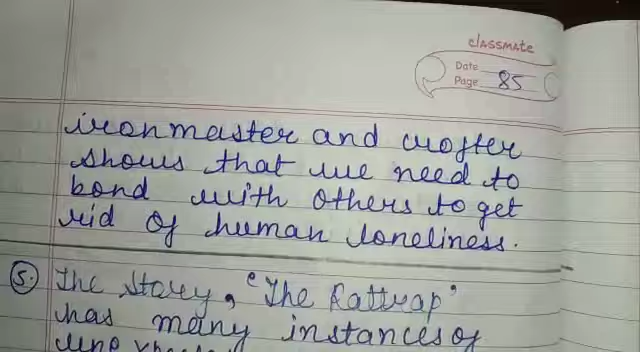 classmate
Date
Page 85
ironmaster and crofter
shows that we need to
bond with others to get
rid of human loneliness.
5. The Story, "The Rattrap"
has many instances of